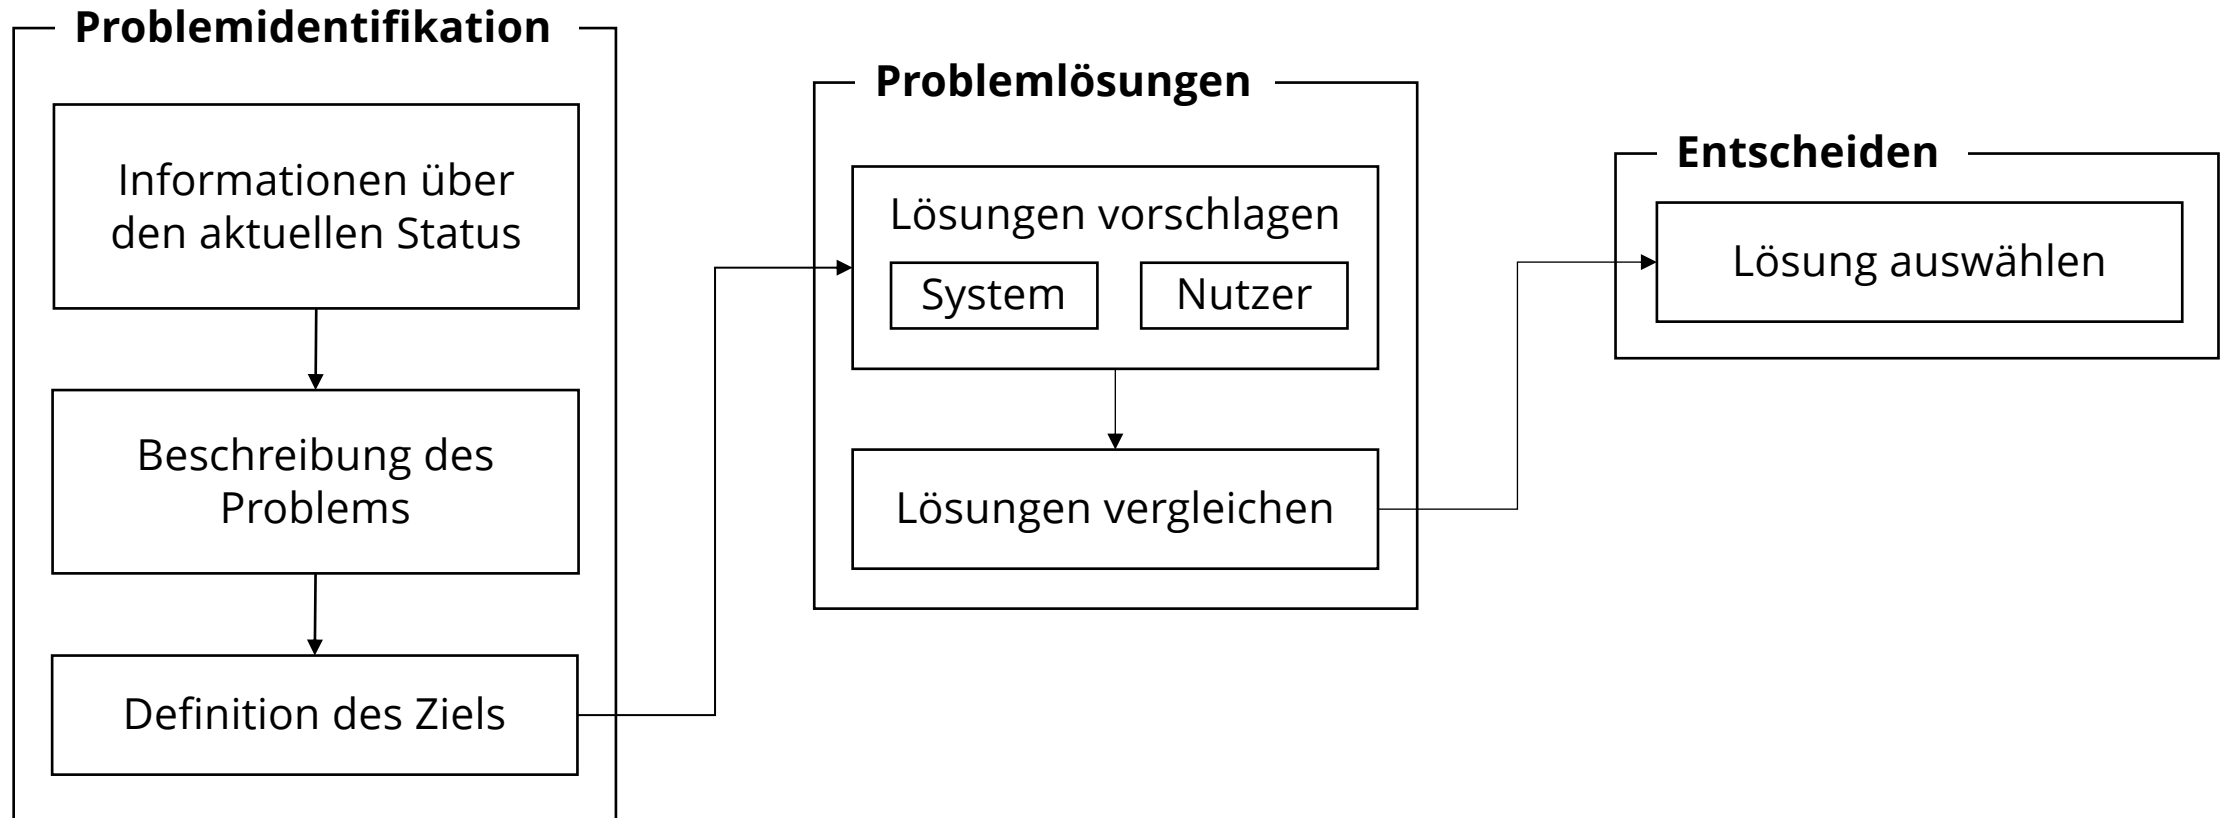 Problemidentifikation
Informationen über
den aktuellen Status
Beschreibung des
Problems
Definition des Ziels
Problemlösungen
Lösungen vorschlagen
System
Nutzer
Lösungen vergleichen
Entscheiden
Lösung auswählen